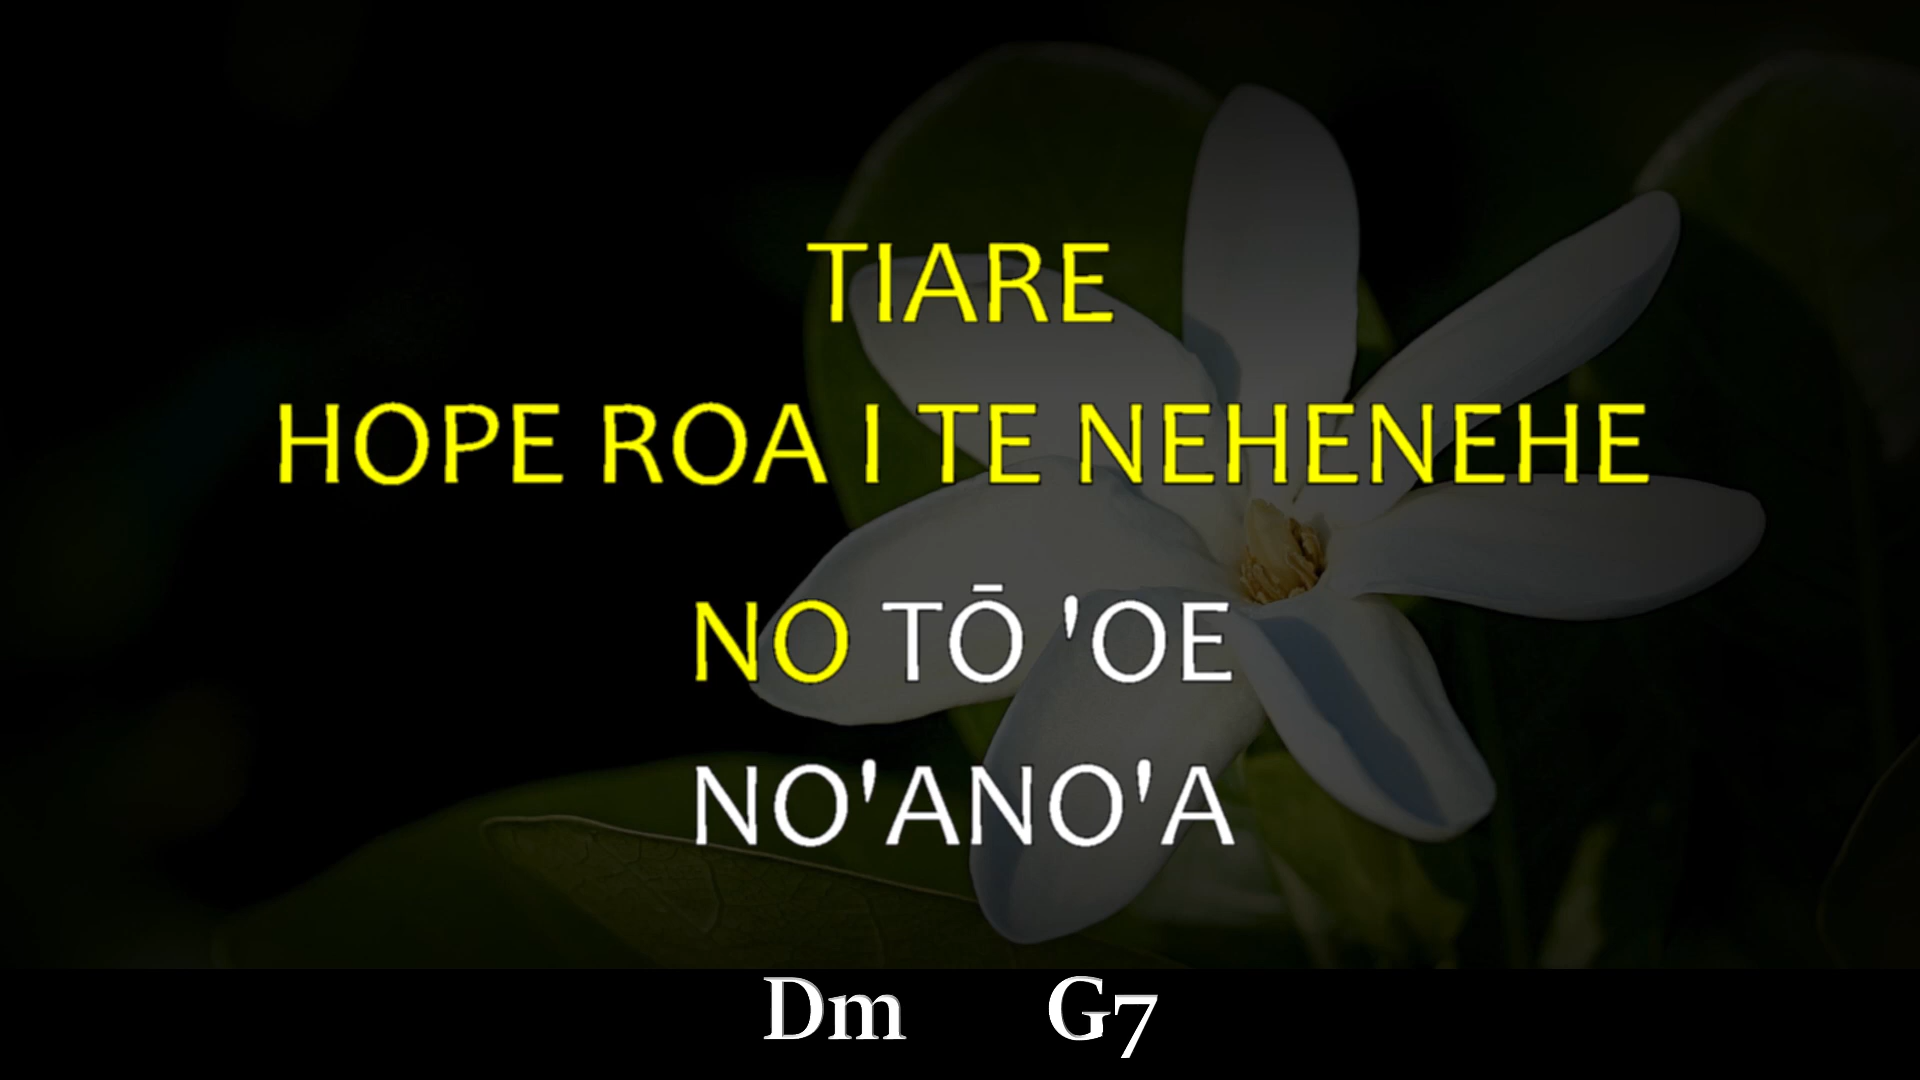 TIARE
HOPE ROA I TE NEHENEHE
NO TŌ 'OE
NO'ANO'A
Dm G7